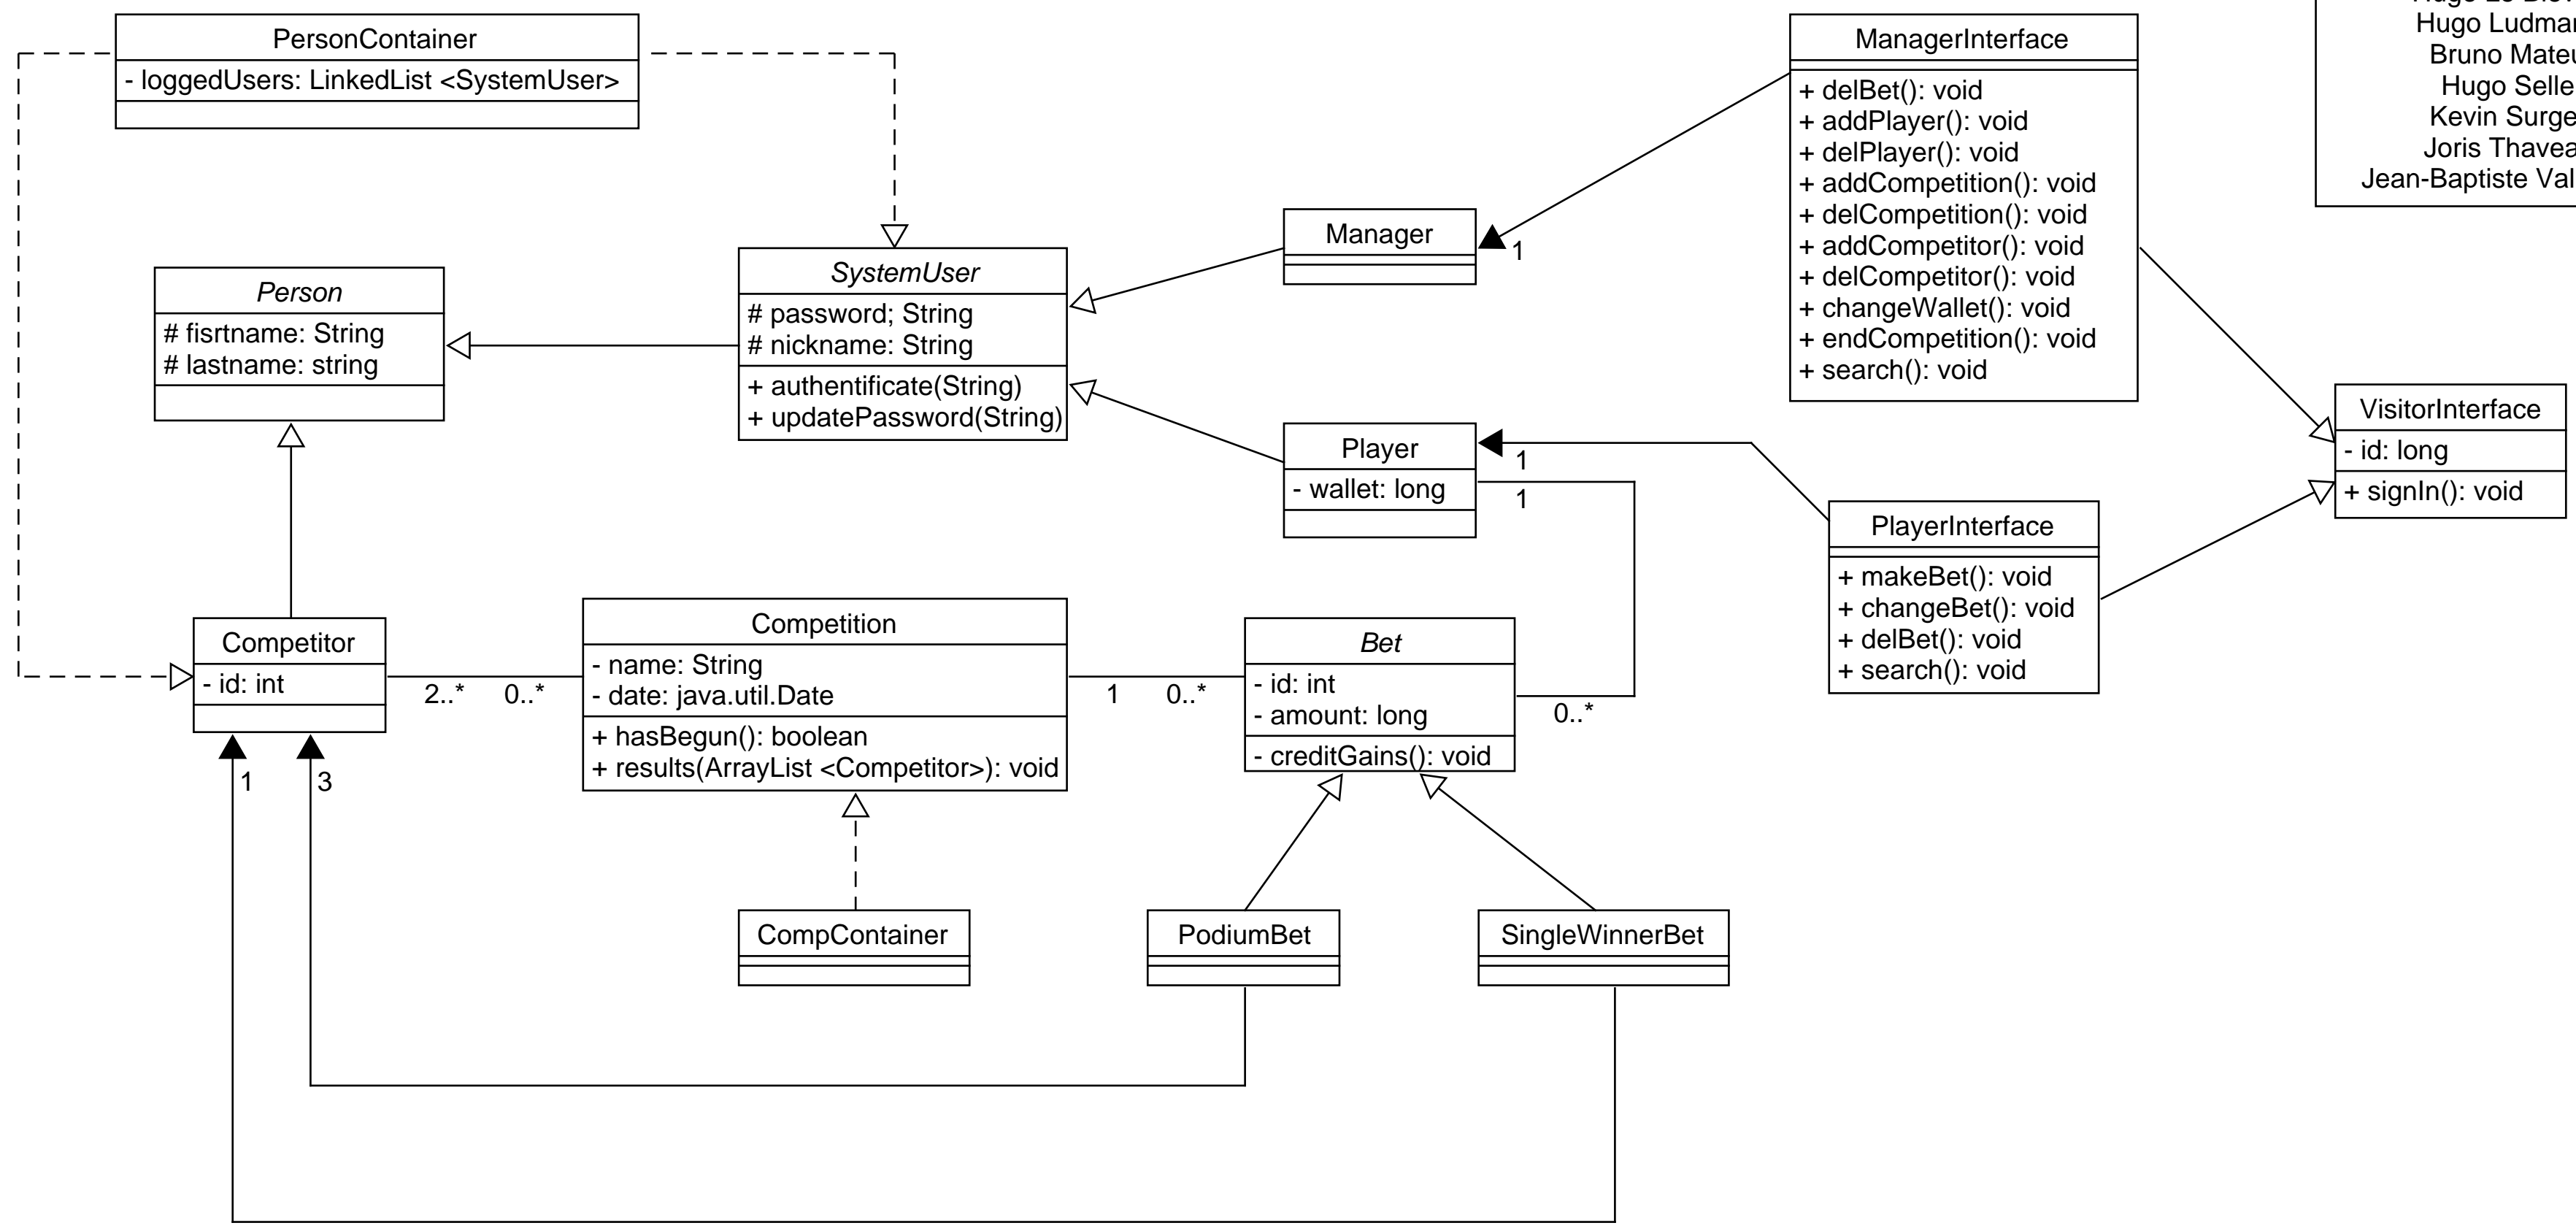 PersonContainer
- loggedUsers: LinkedList <SystemUser>
ManagerInterface
+ delBet(): void
+ addPlayer(): void
+ delPlayer(): void
+ addCompetition(): void
+ delCompetition(): void
+ addCompetitor(): void
+ delCompetitor(): void
+ changeWallet(): void
+ endCompetition(): void
+ search(): void
Hugo
Hugo Ludma
Bruno Mate
Hugo Selle
Kevin Surge
Joris Thavea
Jean-Baptiste Val
Manager
1
Person
# fisrtname: String
# lastname: string
SystemUser
# password; String
# nickname: String
+ authentificate(String)
+ updatePassword(String)
Player
- wallet: long
1
1
VisitorInterface
- id: long
+ signIn(): void
PlayerInterface
+ makeBet(): void
+ changeBet(): void
+ delBet(): void
+ search(): void
Competitor
- id: int
2..* 0..*
Competition
- name: String
- date: java.util.Date
+ hasBegun(): boolean
+ results(ArrayList <Competitor>): void
1 0..*
Bet
- id: int
- amount: long
- creditGains(): void
0..*
1
3
CompContainer
PodiumBet
SingleWinnerBet